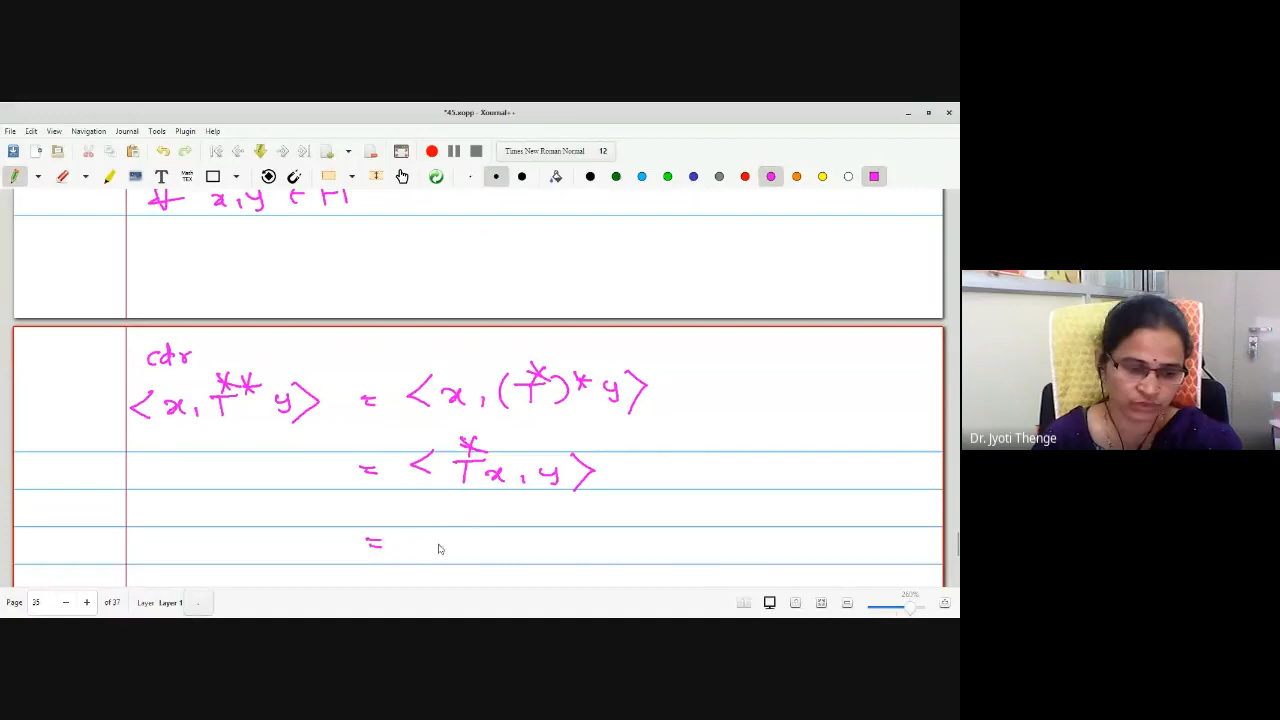 *45.xopp - Xournal++
File Edit View Navigation Journal Tools Plugin Help
Times New Roman Normal 12
∀ x, y ∈ H
cdr
< x, T** y > = < x, (T*)* y >
= < T* x, y >
=
Dr. Jyoti Thenge
Page 35 of 37 Layer Layer 1
260%